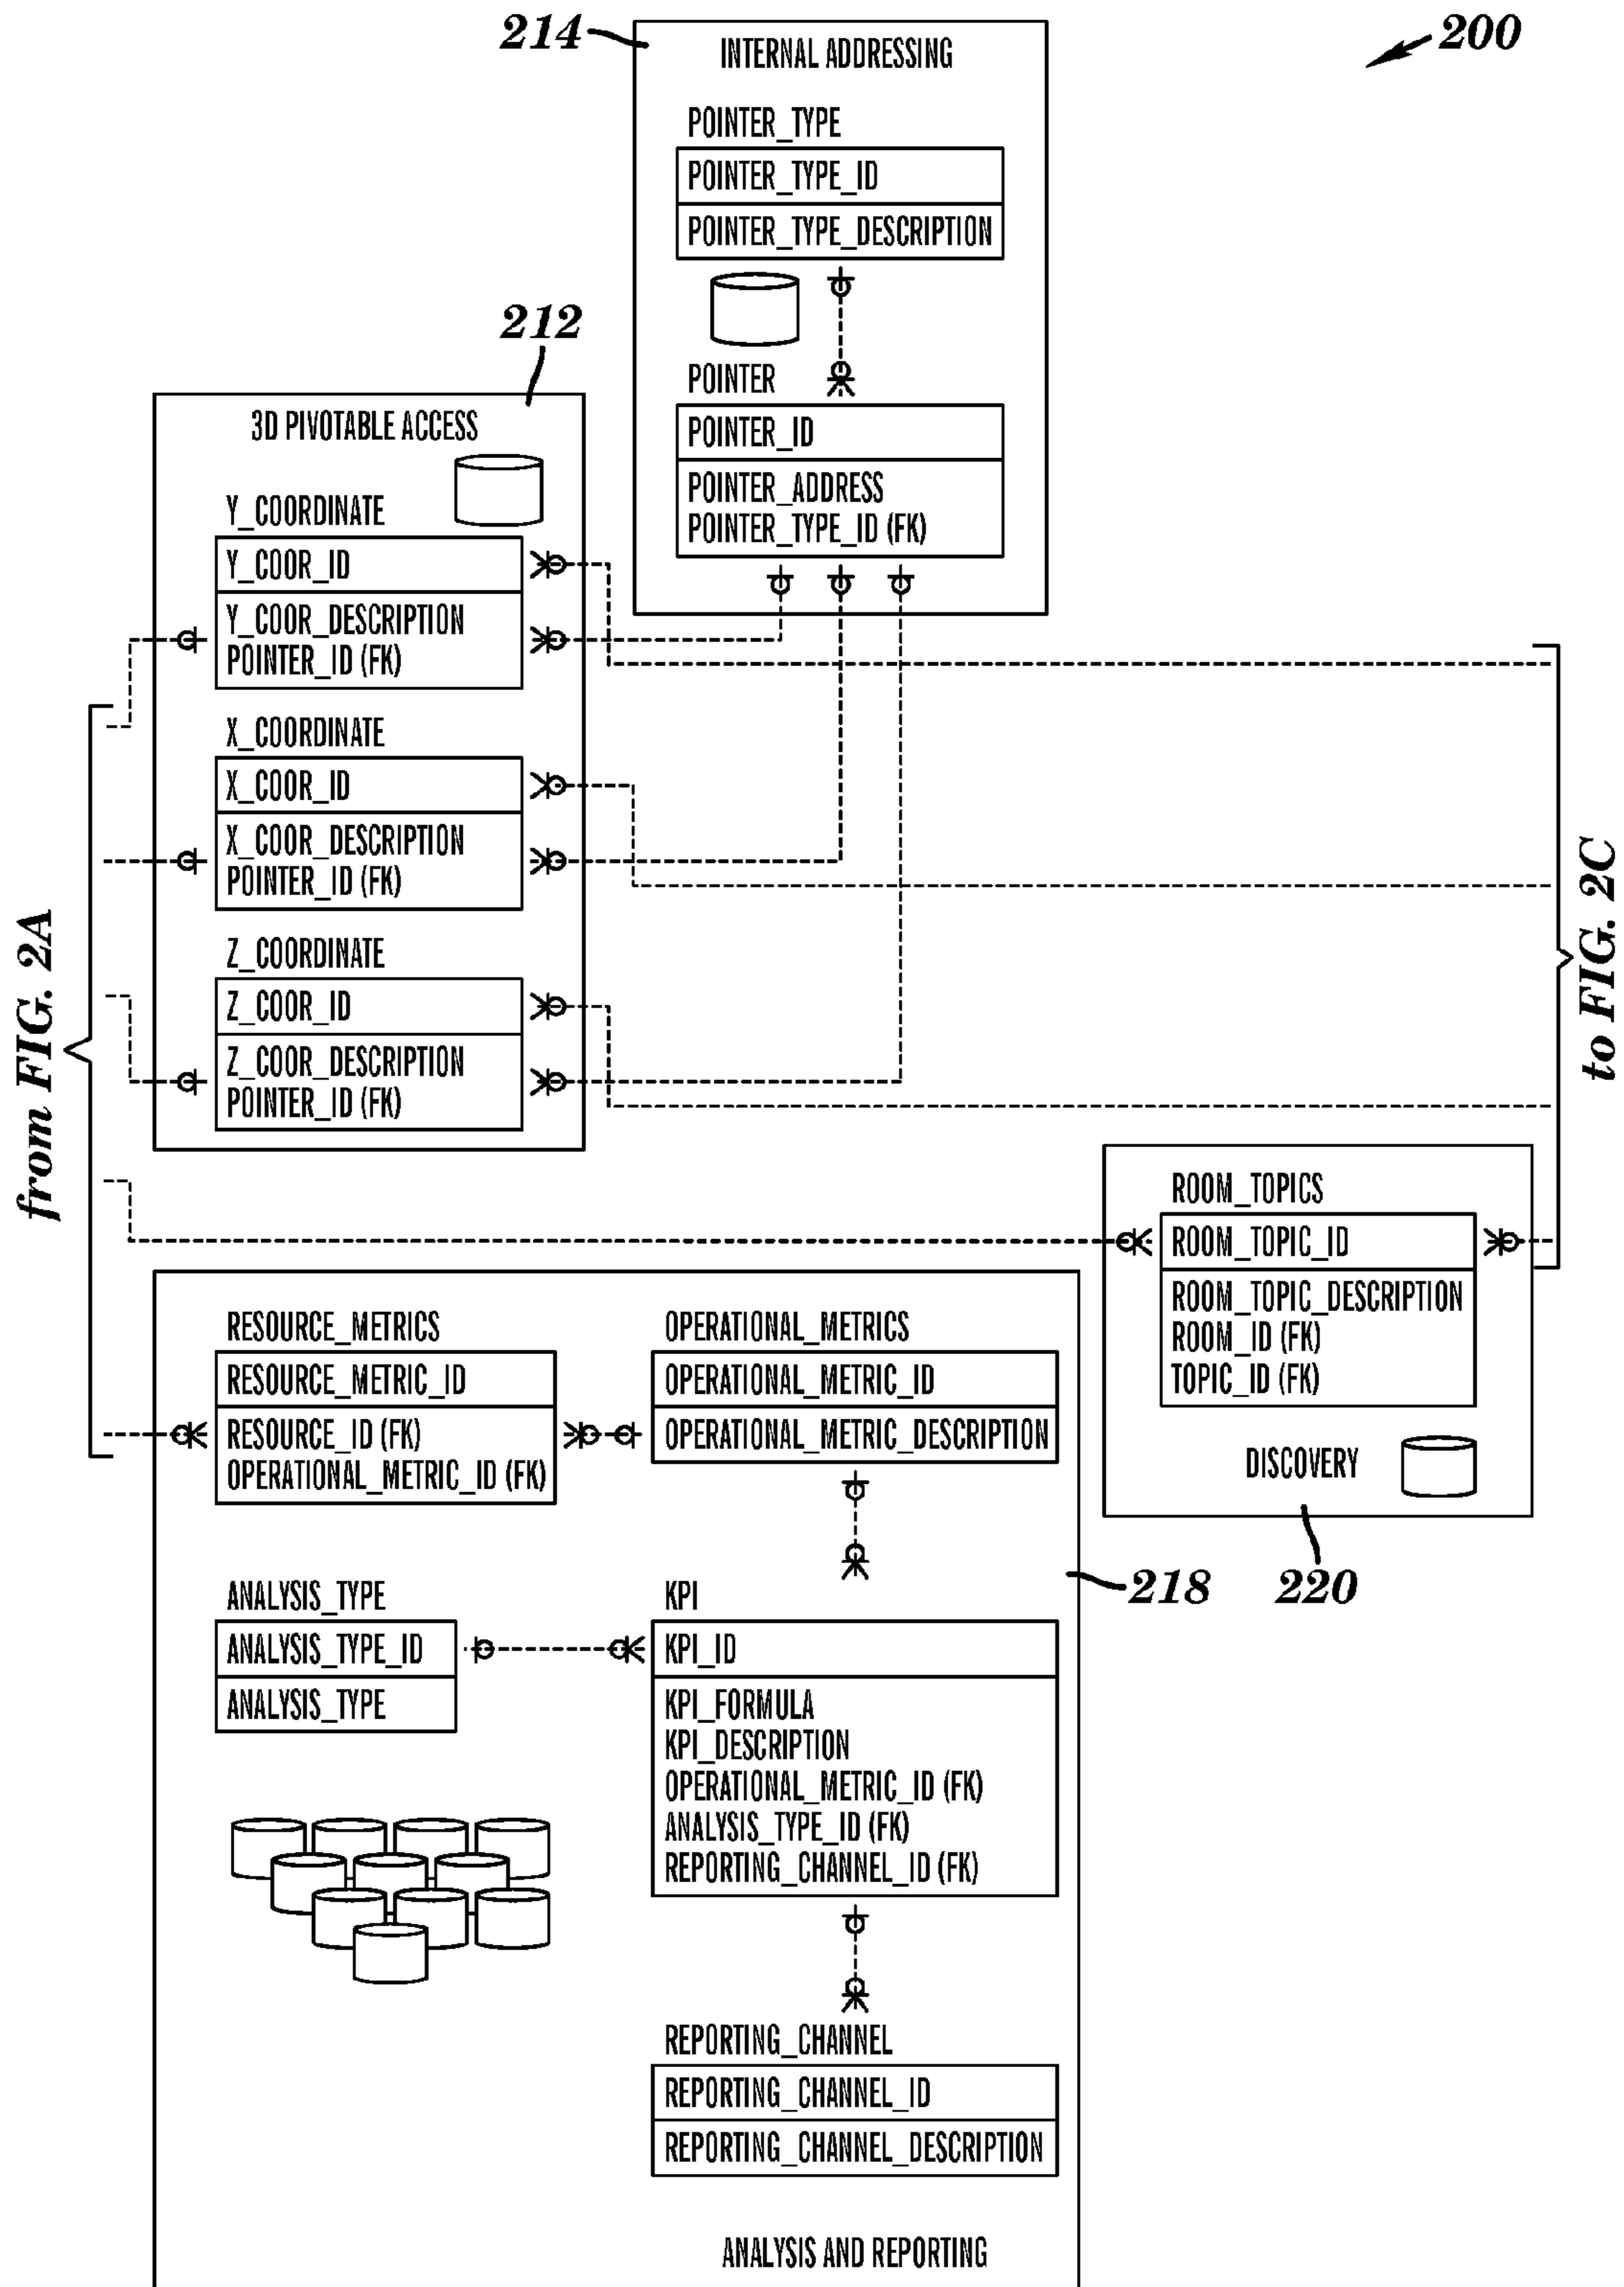 200
214
INTERNAL ADDRESSING
POINTER_TYPE
POINTER_TYPE_ID
POINTER_TYPE_DESCRIPTION
POINTER
POINTER_ID
POINTER_ADDRESS
POINTER_TYPE_ID (FK)
212
3D PIVOTABLE ACCESS
Y_COORDINATE
Y_COOR_ID
Y_COOR_DESCRIPTION
POINTER_ID (FK)
X_COORDINATE
X_COOR_ID
X_COOR_DESCRIPTION
POINTER_ID (FK)
Z_COORDINATE
Z_COOR_ID
Z_COOR_DESCRIPTION
POINTER_ID (FK)
from FIG. 2A
to FIG. 2C
ROOM_TOPICS
ROOM_TOPIC_ID
ROOM_TOPIC_DESCRIPTION
ROOM_ID (FK)
TOPIC_ID (FK)
DISCOVERY
220
RESOURCE_METRICS
RESOURCE_METRIC_ID
RESOURCE_ID (FK)
OPERATIONAL_METRIC_ID (FK)
OPERATIONAL_METRICS
OPERATIONAL_METRIC_ID
OPERATIONAL_METRIC_DESCRIPTION
218
ANALYSIS_TYPE
ANALYSIS_TYPE_ID
ANALYSIS_TYPE
KPI
KPI_ID
KPI_FORMULA
KPI_DESCRIPTION
OPERATIONAL_METRIC_ID (FK)
ANALYSIS_TYPE_ID (FK)
REPORTING_CHANNEL_ID (FK)
REPORTING_CHANNEL
REPORTING_CHANNEL_ID
REPORTING_CHANNEL_DESCRIPTION
ANALYSIS AND REPORTING